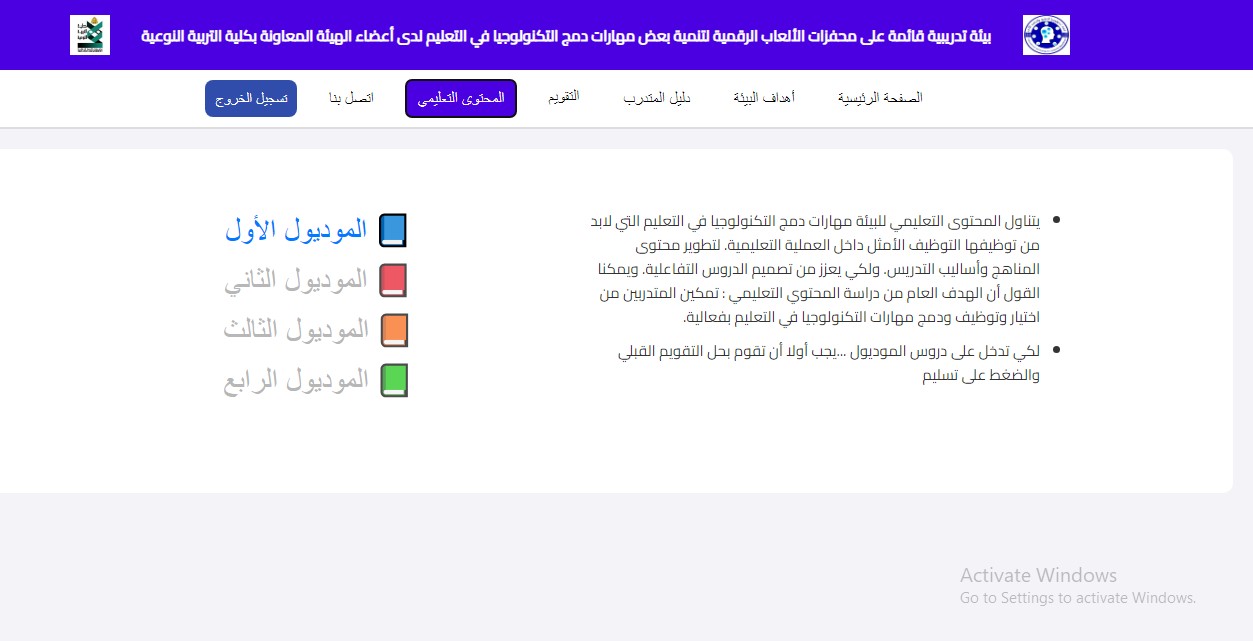 بيئة تدريبية قائمة على محفزات الألعاب الرقمية لتنمية بعض مهارات دمج التكنولوجيا في التعليم لدى أعضاء الهيئة المعاونة بكلية التربية النوعية
الصفحة الرئيسية
أهداف البيئة
دليل المتدرب
التقويم
المحتوى التعليمي
اتصل بنا
تسجيل الخروج
يتناول المحتوى التعليمي للبيئة مهارات دمج التكنولوجيا في التعليم التي لابد
من توظيفها التوظيف الأمثل داخل العملية التعليمية. لتطوير محتوى
المناهج وأساليب التدريس. ولكي يعزز من تصميم الدروس التفاعلية. ويمكنا
القول أن الهدف العام من دراسة المحتوي التعليمي : تمكين المتدربين من
اختيار وتوظيف ودمج مهارات التكنولوجيا في التعليم بفعالية.
لكي تدخل على دروس الموديول ...يجب أولا أن تقوم بحل التقويم القبلي
والضغط على تسليم
الموديول الأول
الموديول الثاني
الموديول الثالث
الموديول الرابع
Activate Windows
Go to Settings to activate Windows.